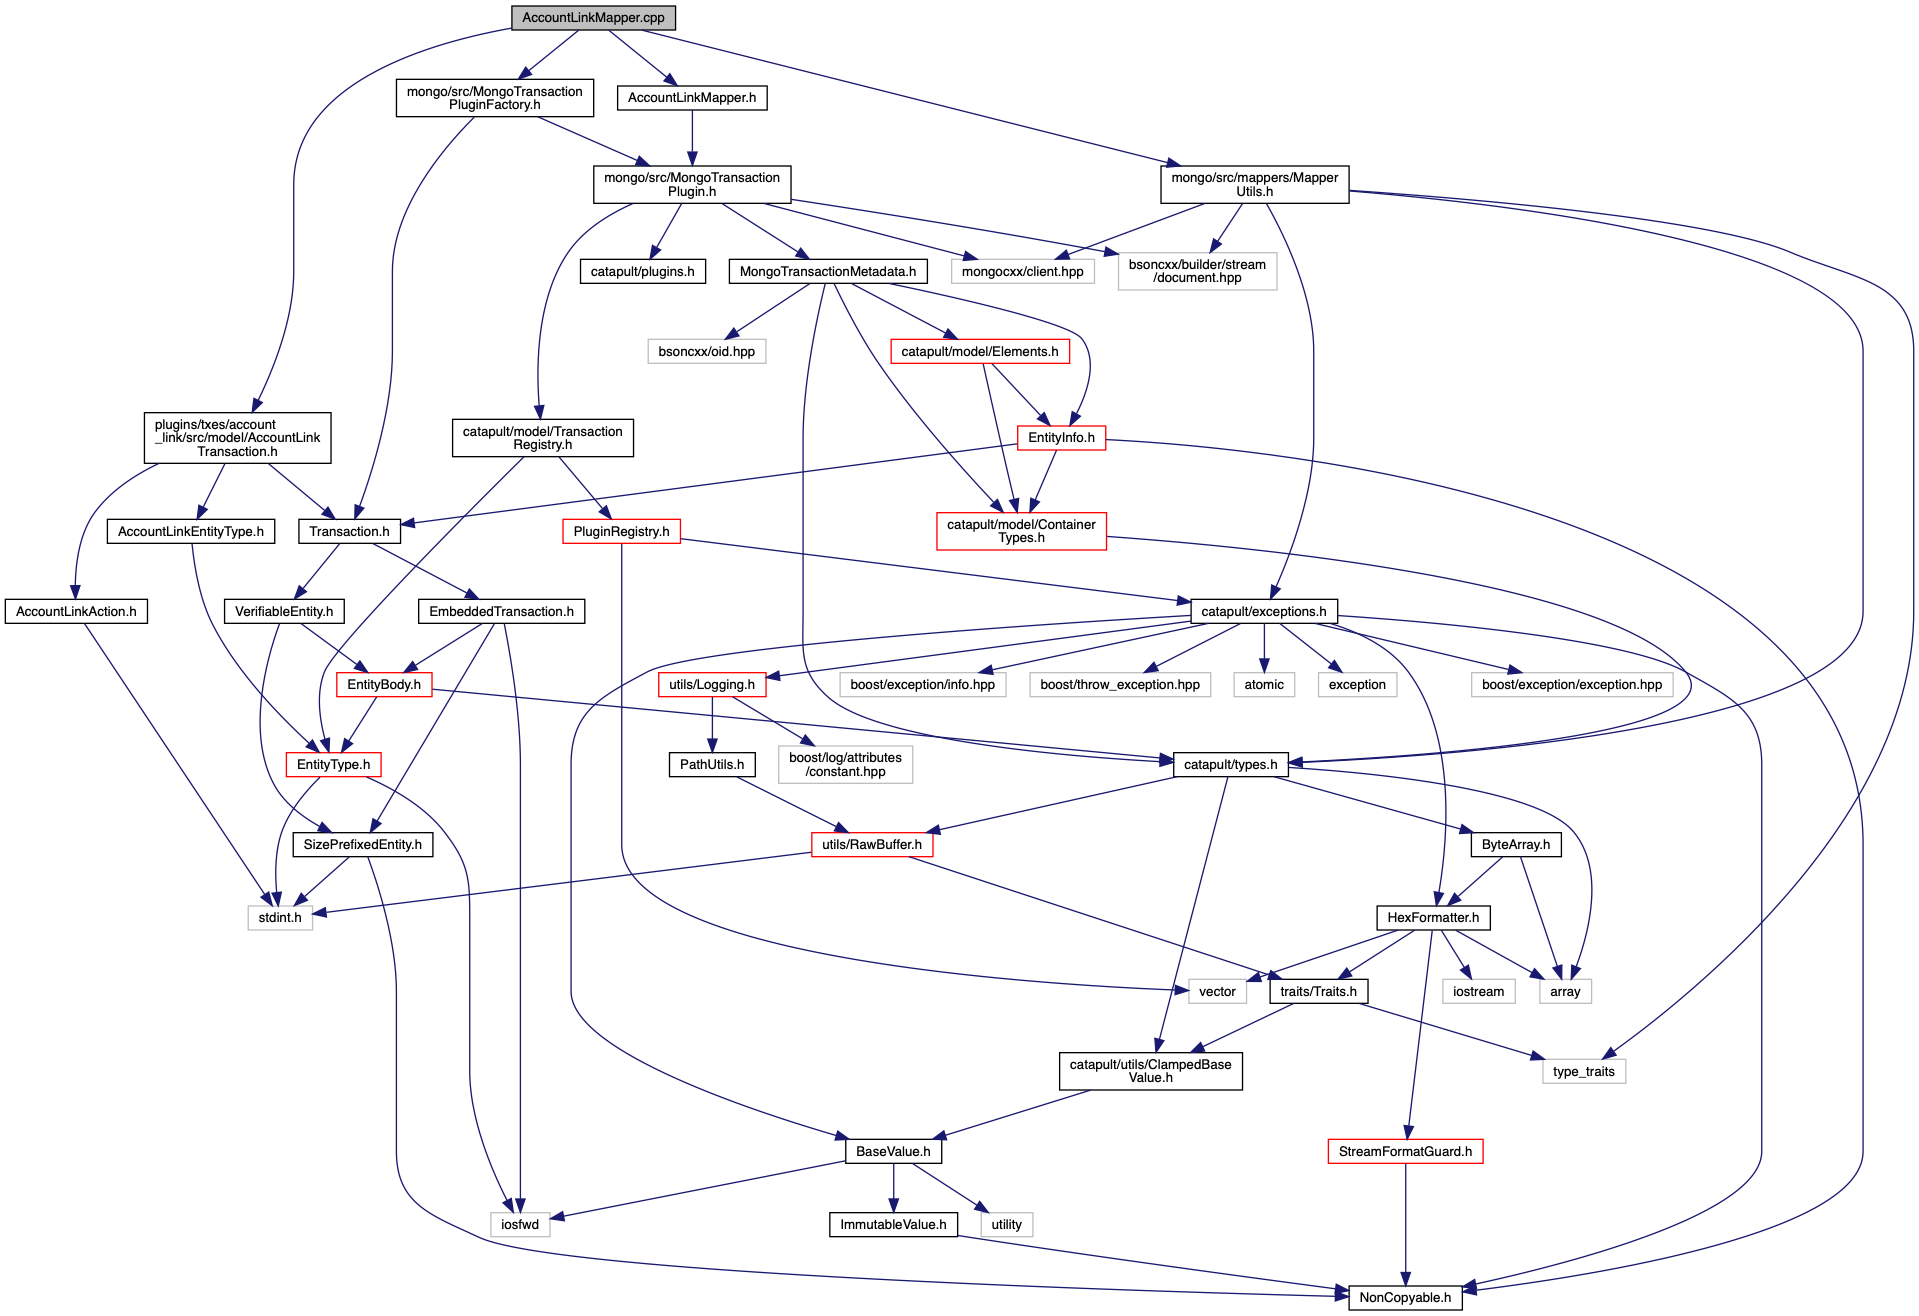 AccountLinkMapper.cpp
mongo/src/MongoTransaction
PluginFactory.h
AccountLinkMapper.h
mongo/src/MongoTransaction
Plugin.h
mongo/src/mappers/Mapper
Utils.h
catapult/plugins.h
MongoTransactionMetadata.h
mongocxx/client.hpp
bsoncxx/builder/stream
/document.hpp
bsoncxx/oid.hpp
catapult/model/Elements.h
plugins/txes/account
_link/src/model/AccountLink
Transaction.h
catapult/model/Transaction
Registry.h
EntityInfo.h
AccountLinkEntityType.h
Transaction.h
PluginRegistry.h
catapult/model/Container
Types.h
AccountLinkAction.h
VerifiableEntity.h
EmbeddedTransaction.h
catapult/exceptions.h
EntityBody.h
utils/Logging.h
boost/exception/info.hpp
boost/throw_exception.hpp
atomic
exception
boost/exception/exception.hpp
EntityType.h
PathUtils.h
boost/log/attributes
/constant.hpp
catapult/types.h
SizePrefixedEntity.h
utils/RawBuffer.h
ByteArray.h
stdint.h
HexFormatter.h
vector
traits/Traits.h
iostream
array
catapult/utils/ClampedBase
Value.h
type_traits
BaseValue.h
StreamFormatGuard.h
iosfwd
ImmutableValue.h
utility
NonCopyable.h